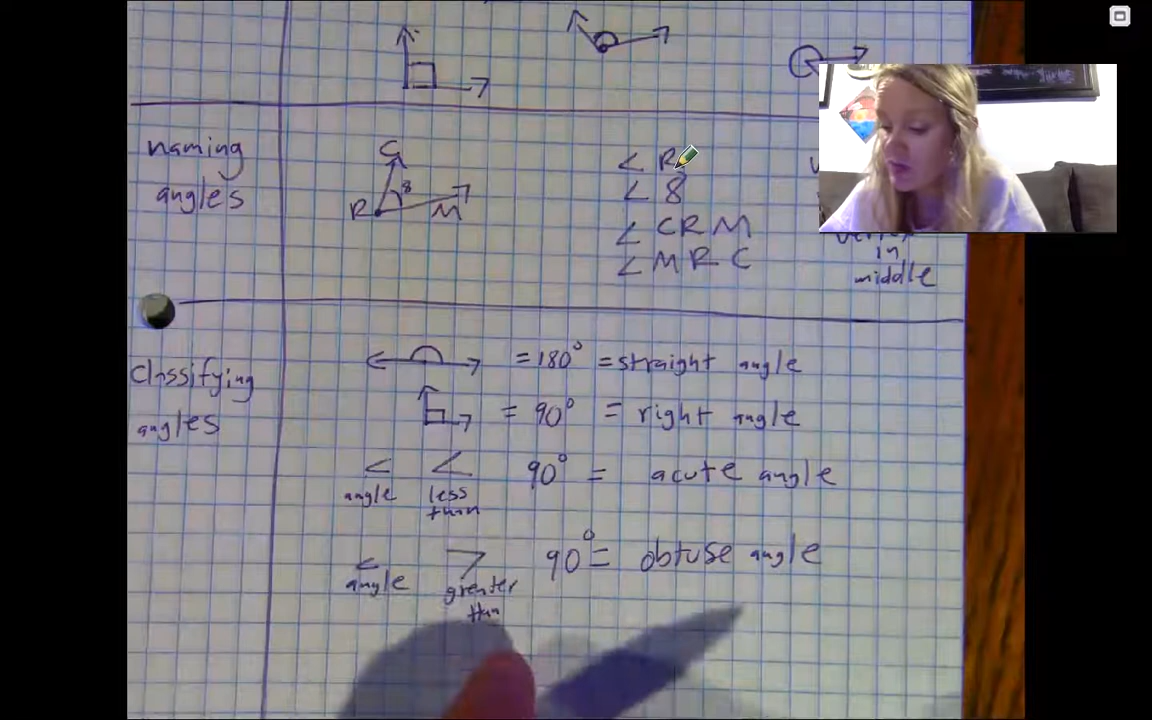 naming
angles
C
8
R
M
< R
< 8
< CRM
< MRC
in
middle
Classifying
angles
= 180° = straight angle
= 90° = right angle
< < 90° = acute angle
angle less
than
< > 90° = obtuse angle
angle greater
than